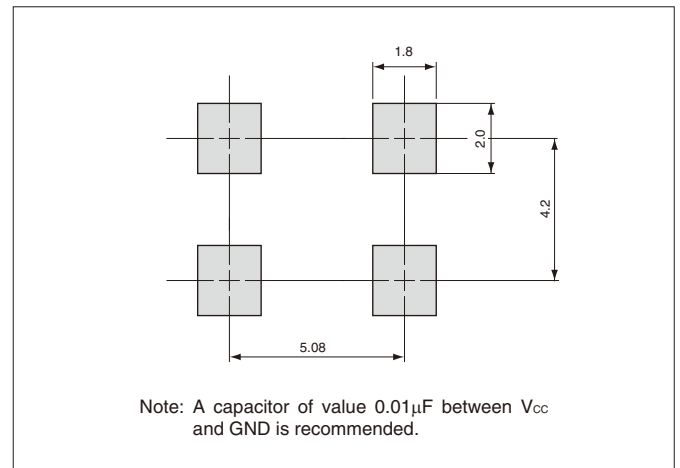 1.8
2.0
4.2
5.08
Note: A capacitor of value 0.01μF between Vcc
and GND is recommended.